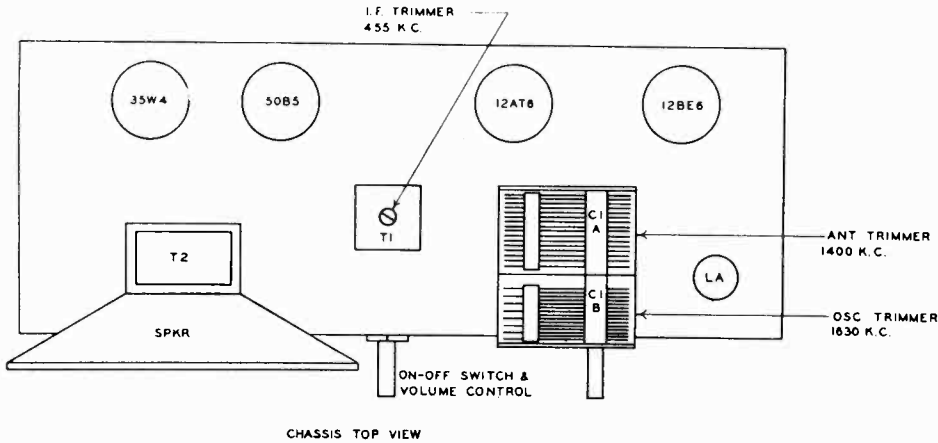 I.F. TRIMMER
455 K.C.
35W4
50B5
12AT6
12BE6
T1
C1
A
C1
B
ANT TRIMMER
1400 K.C.
LA
OSC TRIMMER
1630 K.C.
T2
SPKR
ON-OFF SWITCH &
VOLUME CONTROL
CHASSIS TOP VIEW